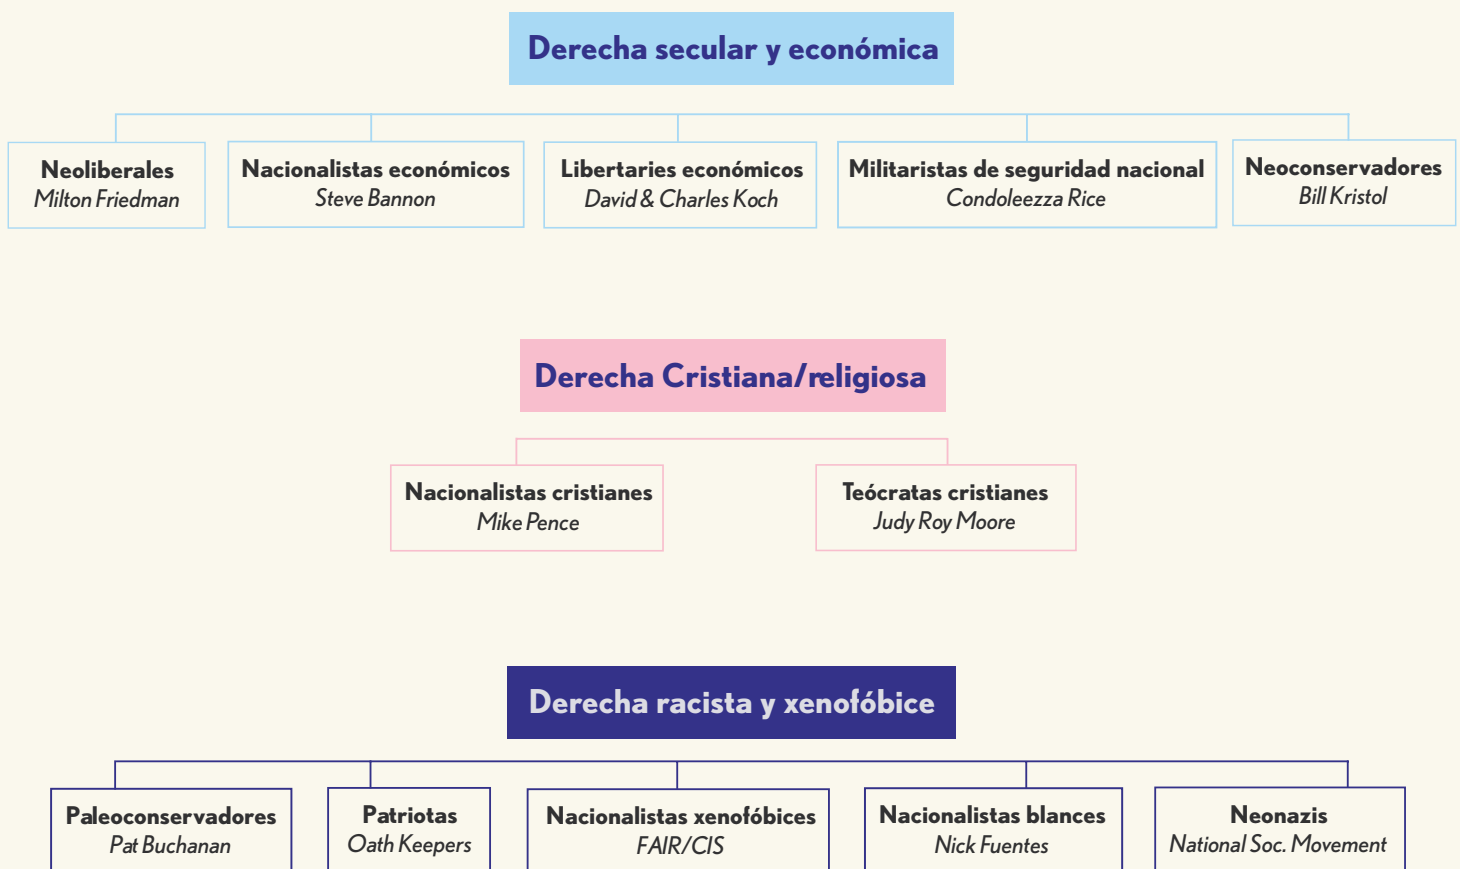 Derecha secular y económica
Neoliberales
Milton Friedman
Nacionalistas económicos
Steve Bannon
Libertaries económicos
David & Charles Koch
Militaristas de seguridad nacional
Condoleezza Rice
Neoconservadores
Bill Kristol
Derecha Cristiana/religiosa
Nacionalistas cristianes
Mike Pence
Teócratas cristianes
Judy Roy Moore
Derecha racista y xenofóbice
Paleoconservadores
Pat Buchanan
Patriotas
Oath Keepers
Nacionalistas xenofóbices
FAIR/CIS
Nacionalistas blances
Nick Fuentes
Neonazis
National Soc. Movement